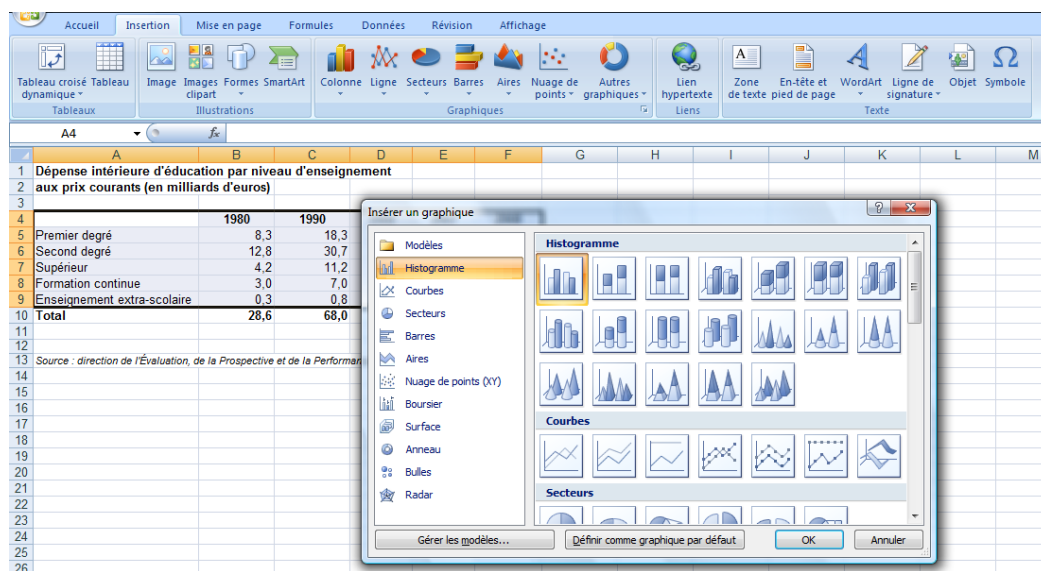 Accueil Insertion Mise en page Formules Données Révision Affichage
Tableau croisé dynamique Tableau Image Images clipart Formes SmartArt Colonne Ligne Secteurs Barres Aires Nuage de points Autres graphiques Lien hypertexte Zone de texte En-tête et pied de page WordArt Ligne de signature Objet Symbole
Tableaux Illustrations Graphiques Liens Texte
A4 fx
A B C D E F G H I J K L M
1 Dépense intérieure d'éducation par niveau d'enseignement
2 aux prix courants (en milliards d'euros)
3
4 1980 1990
5 Premier degré 8,3 18,3
6 Second degré 12,8 30,7
7 Supérieur 4,2 11,2
8 Formation continue 3,0 7,0
9 Enseignement extra-scolaire 0,3 0,8
10 Total 28,6 68,0
11
12
13 Source : direction de l'Évaluation, de la Prospective et de la
14
15
16
17
18
19
20
21
22
23
24
25
26
Insérer un graphique
Modèles
Histogramme
Courbes
Secteurs
Barres
Aires
Nuage de points (XY)
Boursier
Surface
Anneau
Bulles
Radar
Histogramme
Courbes
Secteurs
Gérer les modèles... Définir comme graphique par défaut OK Annuler